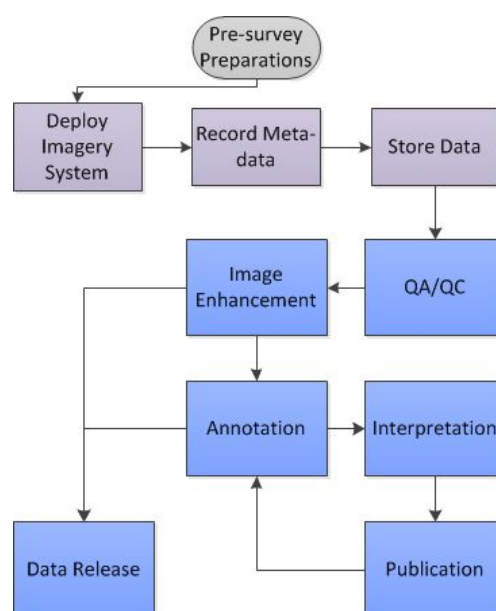 Pre-survey
Preparations
Deploy
Imagery
System
Record Meta-
data
Store Data
Image
Enhancement
QA/QC
Annotation
Interpretation
Data Release
Publication